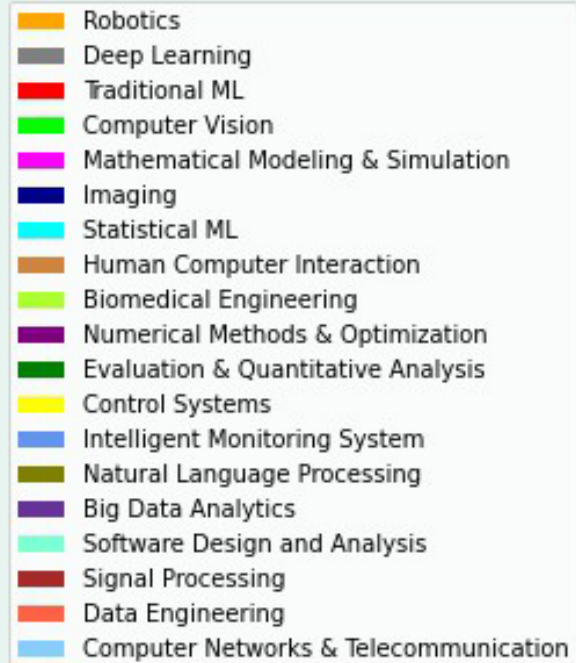 Robotics
Deep Learning
Traditional ML
Computer Vision
Mathematical Modeling & Simulation
Imaging
Statistical ML
Human Computer Interaction
Biomedical Engineering
Numerical Methods & Optimization
Evaluation & Quantitative Analysis
Control Systems
Intelligent Monitoring System
Natural Language Processing
Big Data Analytics
Software Design and Analysis
Signal Processing
Data Engineering
Computer Networks & Telecommunication